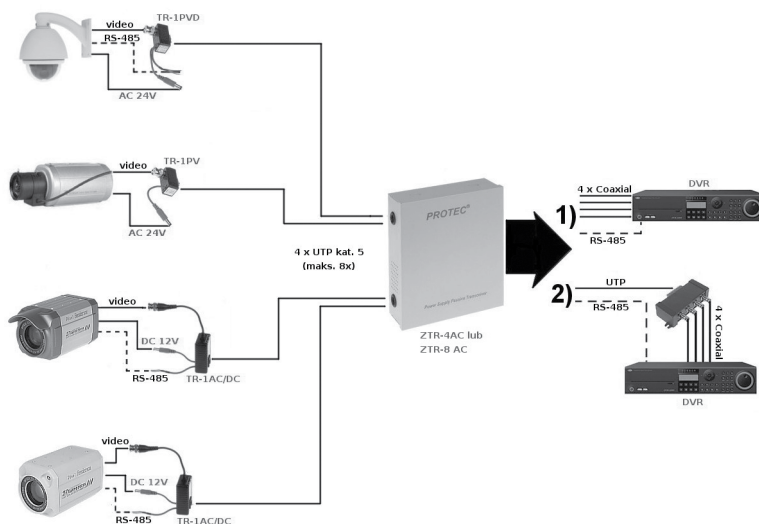 TR-1PVD
video
RS-485
AC 24V
TR-1PV
video
AC 24V
4 x UTP kat. 5
(maks. 8x)
PROTEC®
ZTR-4AC lub
ZTR-8 AC
1)
4 x Coaxial
DVR
RS-485
2)
UTP
RS-485
4 x Coaxial
DVR
video
DC 12V
RS-485
TR-1AC/DC
video
DC 12V
RS-485
TR-1AC/DC